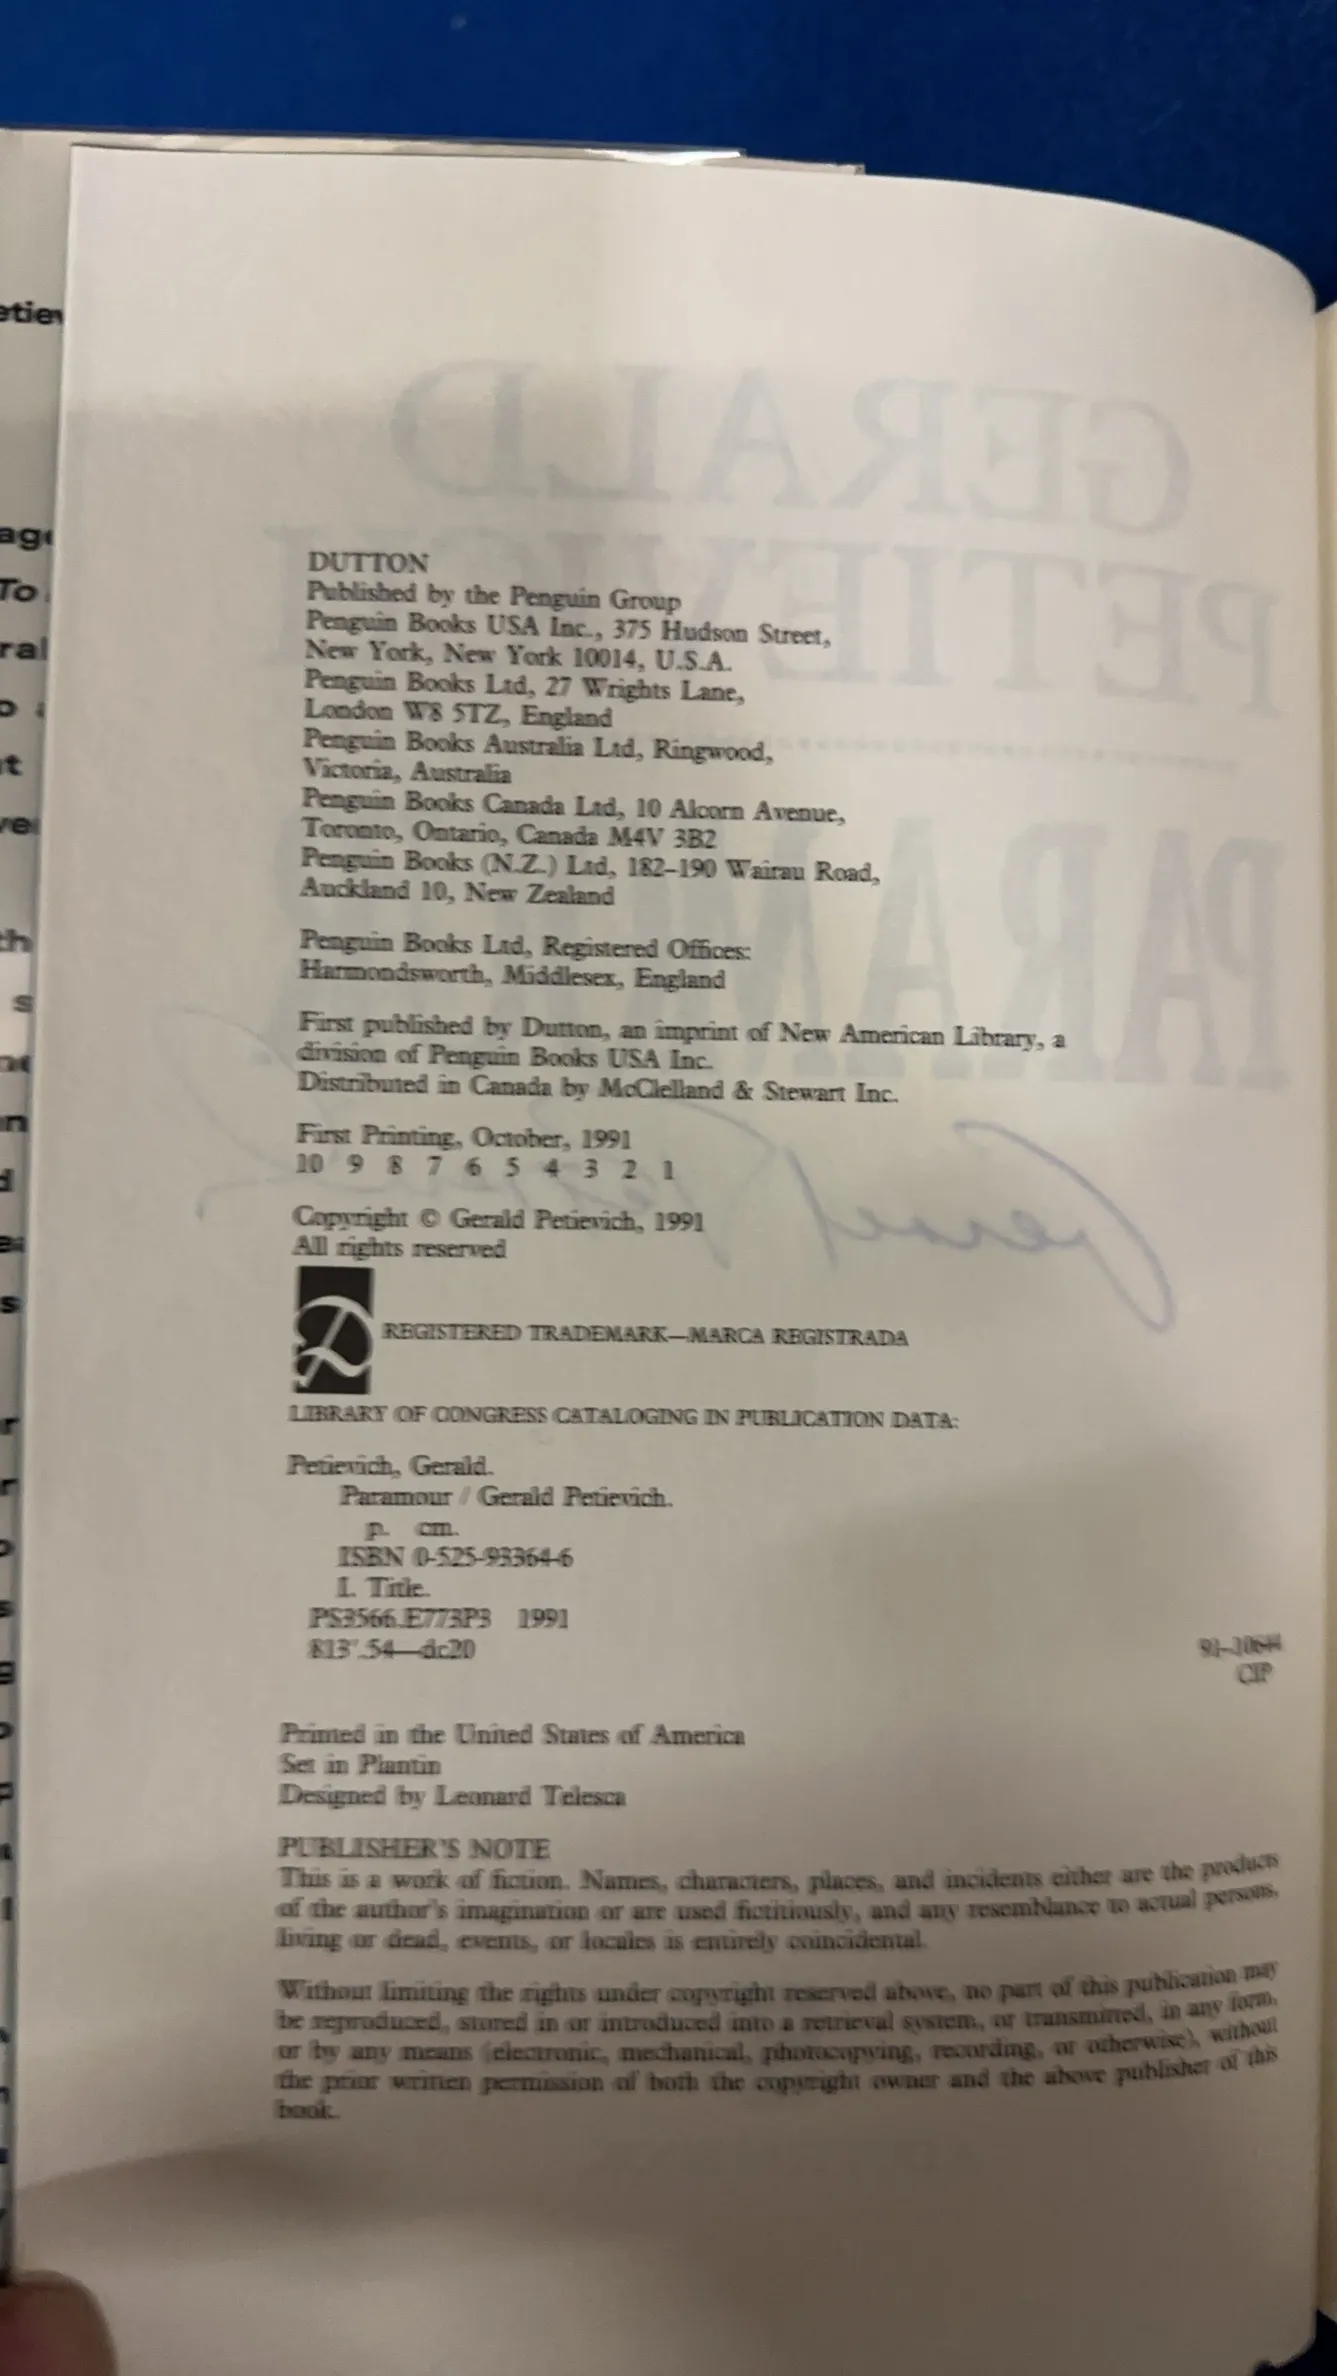 DUTTON
Published by the Penguin Group
Penguin Books USA Inc., 375 Hudson Street,
New York, New York 10014, U.S.A.
Penguin Books Ltd, 27 Wrights Lane,
London W8 5TZ, England
Penguin Books Australia Ltd, Ringwood,
Victoria, Australia
Penguin Books Canada Ltd, 10 Alcorn Avenue,
Toronto, Ontario, Canada M4V 3B2
Penguin Books (N.Z.) Ltd, 182–190 Wairau Road,
Auckland 10, New Zealand
Penguin Books Ltd, Registered Offices:
Harmondsworth, Middlesex, England
First published by Dutton, an imprint of New American Library, a
division of Penguin Books USA Inc.
Distributed in Canada by McClelland & Stewart Inc.
First Printing, October, 1991
10 9 8 7 6 5 4 3 2 1
Copyright © Gerald Petievich, 1991
All rights reserved
REGISTERED TRADEMARK—MARCA REGISTRADA
LIBRARY OF CONGRESS CATALOGING IN PUBLICATION DATA:
Petievich, Gerald.
Paramour / Gerald Petievich.
p. cm.
ISBN 0-525-93364-6
I. Title.
PS3566.E773P3 1991
813'.54—dc20
CIP
Printed in the United States of America
Set in Plantin
Designed by Leonard Telesca
PUBLISHER'S NOTE
This is a work of fiction. Names, characters, places, and incidents either are the products
of the author's imagination or are used fictitiously, and any resemblance to actual persons,
living or dead, events, or locales is entirely coincidental.
Without limiting the rights under copyright reserved above, no part of this publication may
be reproduced, stored in or introduced into a retrieval system, or transmitted, in any form,
or by any means (electronic, mechanical, photocopying, recording, or otherwise), without
the prior written permission of both the copyright owner and the above publisher of this
book.